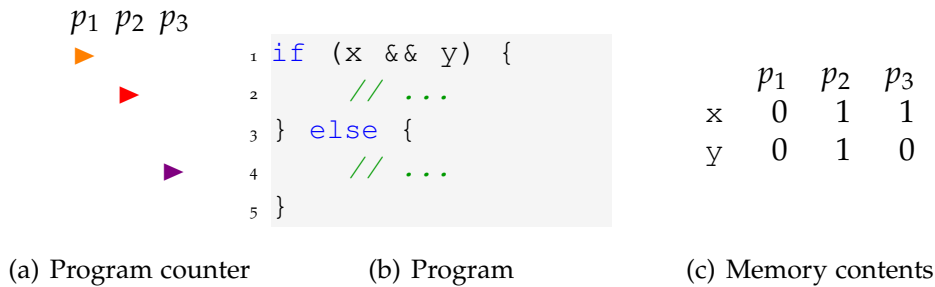 p1 p2 p3
1 if (x && y) {
2 // ...
3 } else {
4 // ...
5 }
p1 p2 p3
x 0 1 1
y 0 1 0
(a) Program counter
(b) Program
(c) Memory contents